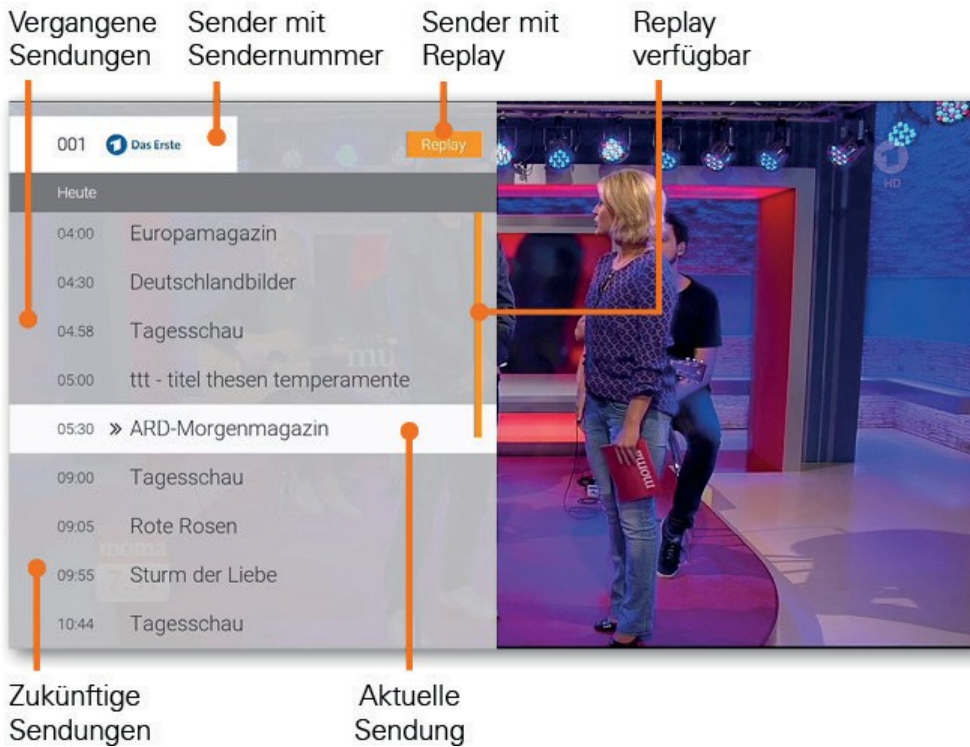 Vergangene Sendungen
Sender mit Sendernummer
Sender mit Replay
Replay verfügbar
001 Das Erste
Replay
HD
Heute
04:00 Europamagazin
04:30 Deutschlandbilder
04.58 Tagesschau
05:00 ttt - titel thesen temperamente
05:30 » ARD-Morgenmagazin
09:00 Tagesschau
09:05 Rote Rosen
09:55 Sturm der Liebe
10.44 Tagesschau
moma
moma
Zukünftige Sendungen
Aktuelle Sendung